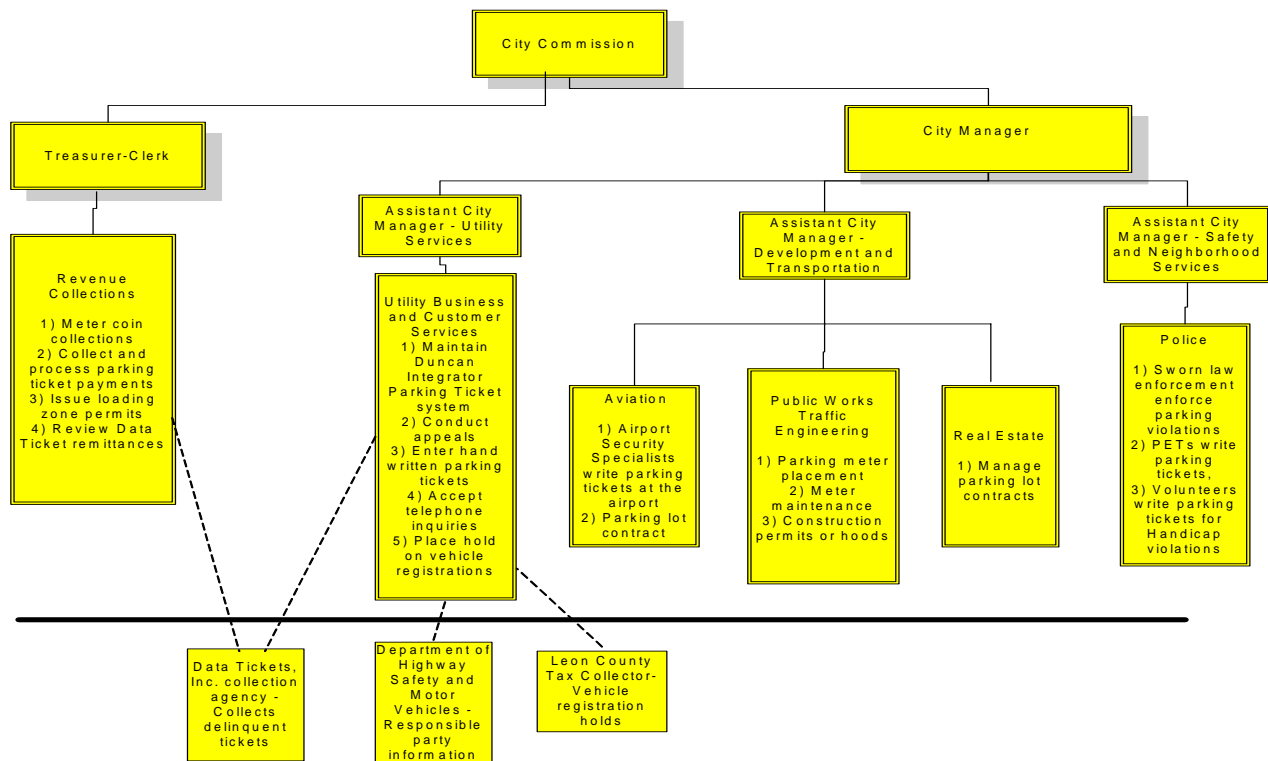 City Commission
Treasurer-Clerk
City Manager
Assistant City
Manager - Utility
Services
Assistant City
Manager -
Development and
Transportation
Assistant City
Manager - Safety
and Neighborhood
Services
Revenue
Collections
1) Meter coin
collections
2) Collect and
process parking
ticket payments
3) Issue loading
zone permits
4) Review Data
Ticket remittances
Utility Business
and Customer
Services
1) Maintain
Duncan
Integrator
Parking Ticket
system
2) Conduct
appeals
3) Enter hand
written parking
tickets
4) Accept
telephone
inquiries
5) Place hold
on vehicle
registrations
Aviation
1) Airport
Security
Specialists
write parking
tickets at the
airport
2) Parking lot
contract
Public Works
Traffic
Engineering
1) Parking meter
placement
2) Meter
maintenance
3) Construction
permits or hoods
Real Estate
1) Manage
parking lot
contracts
Police
1) Sworn law
enforcement
enforce
parking
violations
2) PETs write
parking
tickets,
3) Volunteers
write parking
tickets for
Handicap
violations
Data Tickets,
Inc. collection
agency -
Collects
delinquent
tickets
Department of
Highway
Safety and
Motor
Vehicles -
Responsible
party
information
Leon County
Tax Collector-
Vehicle
registration
holds